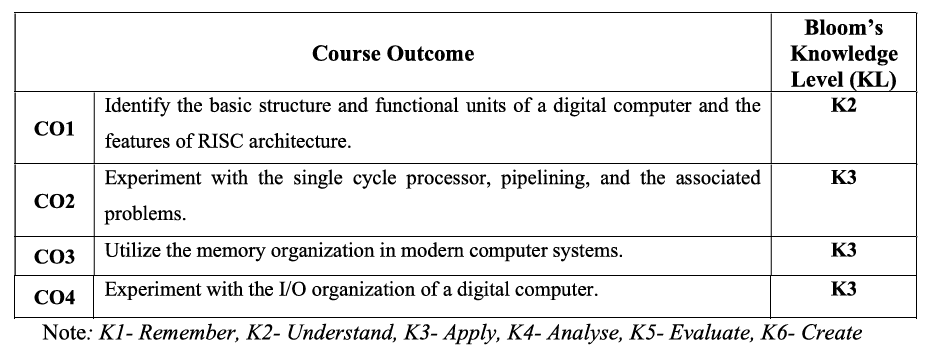 Course Outcome
Bloom's
Knowledge
Level (KL)
CO1
Identify the basic structure and functional units of a digital computer and the
features of RISC architecture.
K2
CO2
Experiment with the single cycle processor, pipelining, and the associated
problems.
K3
CO3
Utilize the memory organization in modern computer systems.
K3
CO4
Experiment with the I/O organization of a digital computer.
K3
Note: K1- Remember, K2- Understand, K3- Apply, K4- Analyse, K5- Evaluate, K6- Create